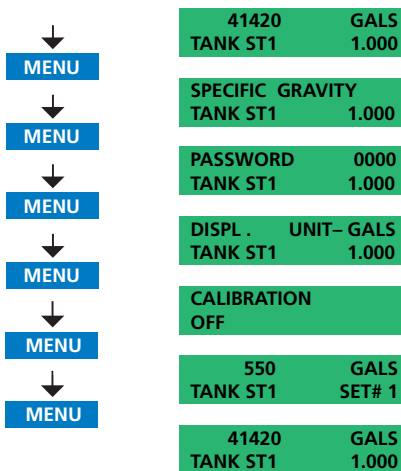 41420 GALS
TANK ST1 1.000
MENU
SPECIFIC GRAVITY
TANK ST1 1.000
MENU
PASSWORD 0000
TANK ST1 1.000
MENU
DISPL . UNIT– GALS
TANK ST1 1.000
MENU
CALIBRATION
OFF
MENU
550 GALS
TANK ST1 SET# 1
MENU
41420 GALS
TANK ST1 1.000